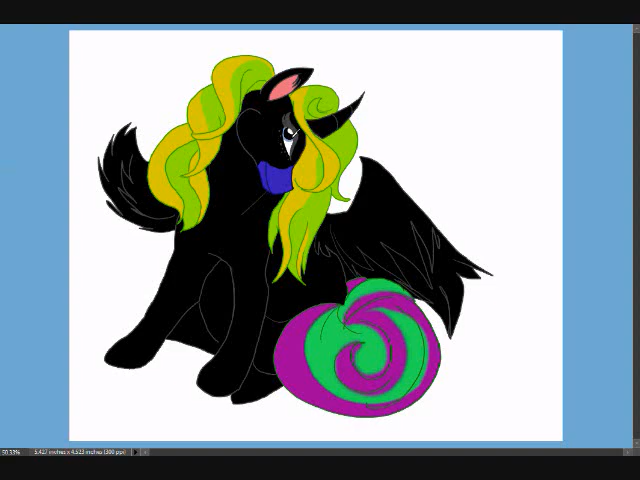 50.33% 5.427 inches x 4.523 inches (300 ppi)